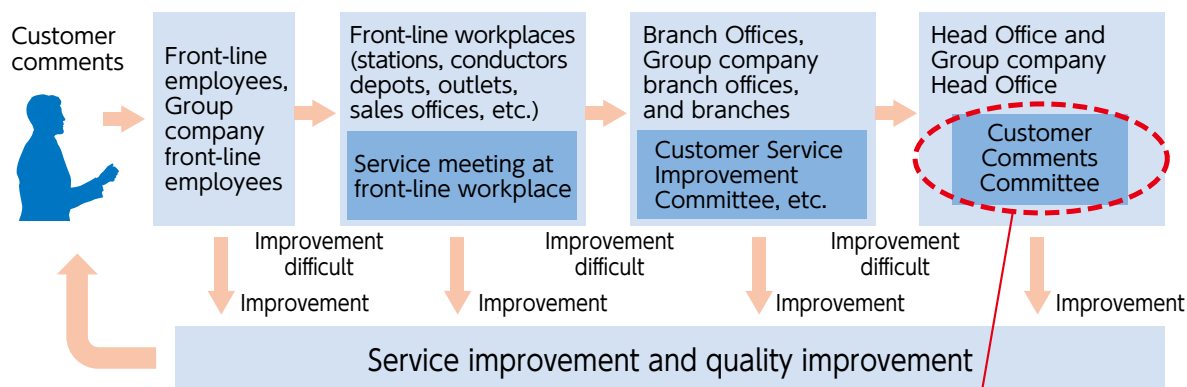 Customer
comments
Front-line
employees,
Group
company
front-line
employees
Front-line workplaces
(stations, conductors
depots, outlets,
sales offices, etc.)
Service meeting at
front-line workplace
Branch Offices,
Group company
branch offices,
and branches
Customer Service
Improvement
Committee, etc.
Head Office and
Group company
Head Office
Customer
Comments
Committee
Improvement
difficult
Improvement
difficult
Improvement
difficult
Improvement
Improvement
Improvement
Improvement
Service improvement and quality improvement